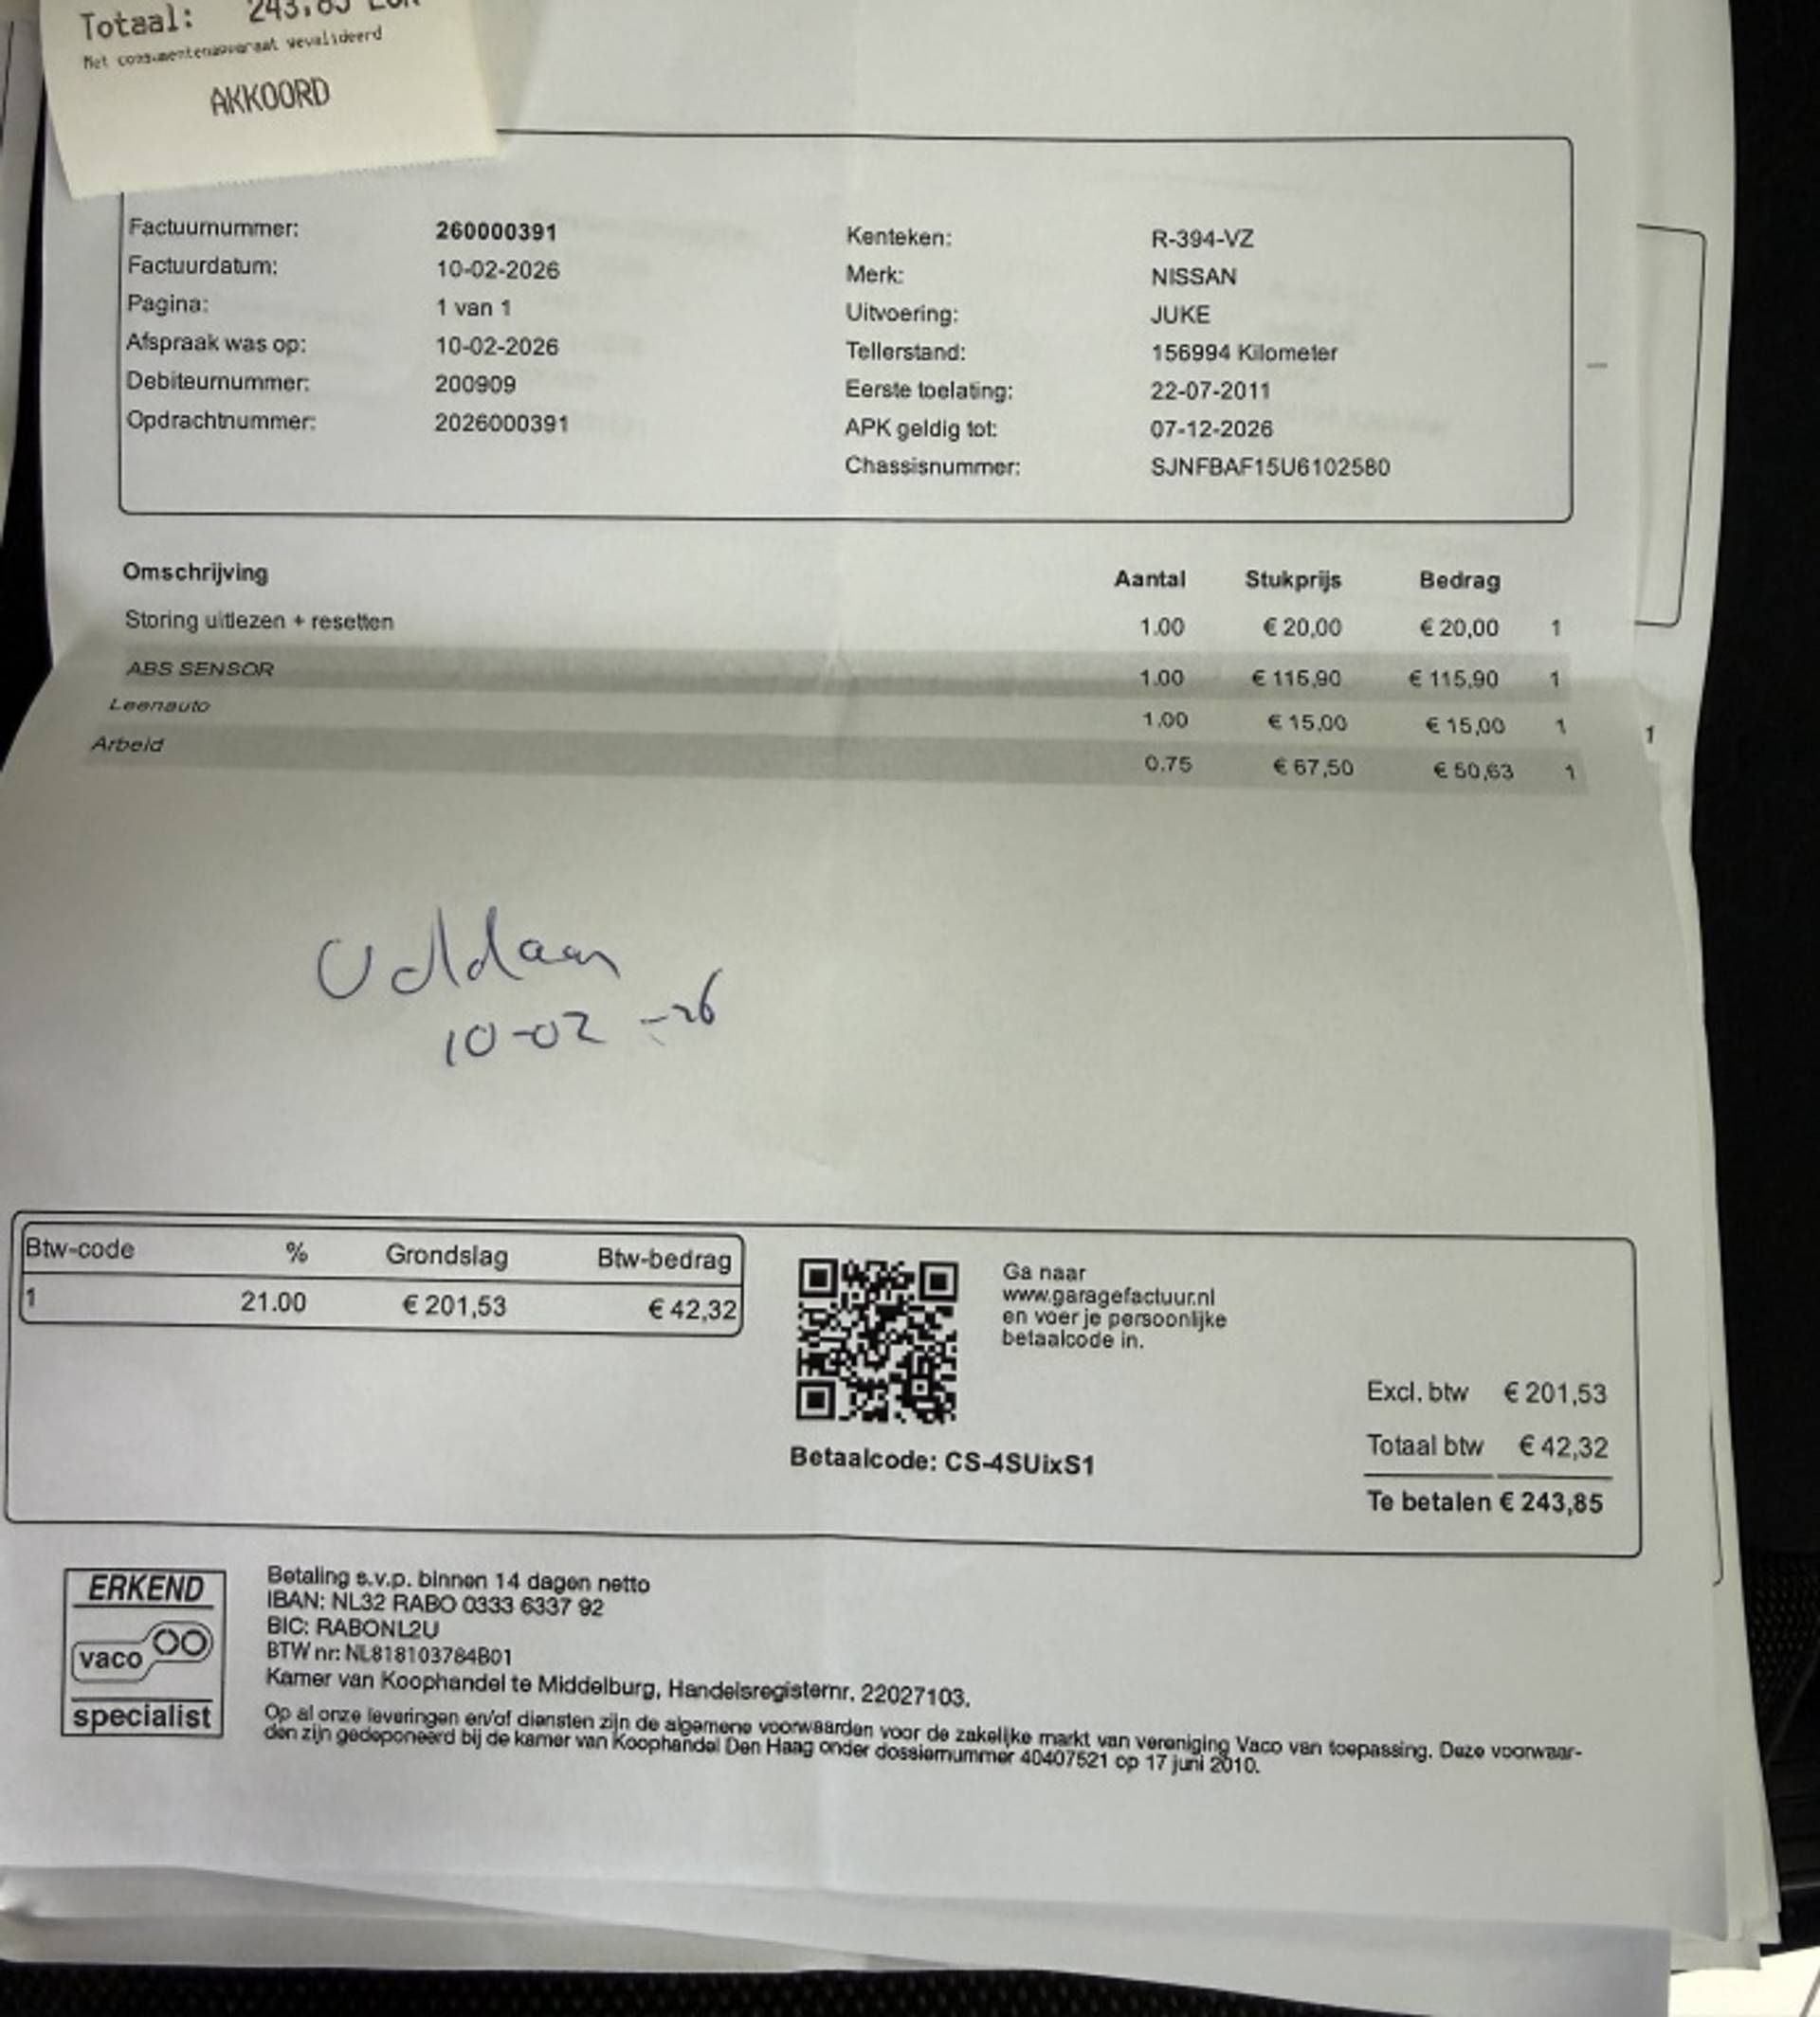 Totaal: 243,85 EUR
Met consumentenapparaat gevalideerd
AKKOORD
Factuurnummer: 260000391
Factuurdatum: 10-02-2026
Pagina: 1 van 1
Afspraak was op: 10-02-2026
Debiteurnummer: 200909
Opdrachtnummer: 2026000391
Kenteken: R-394-VZ
Merk: NISSAN
Uitvoering: JUKE
Tellerstand: 156994 Kilometer
Eerste toelating: 22-07-2011
APK geldig tot: 07-12-2026
Chassisnummer: SJNFBAF15U6102580
Omschrijving Aantal Stukprijs Bedrag
Storing uitlezen + resetten 1.00 € 20,00 € 20,00 1
ABS SENSOR 1.00 € 115,90 € 115,90 1
Leenauto 1.00 € 15,00 € 15,00 1
1
Arbeid 0.75 € 67,50 € 50,63 1
Voldaan
10-02-26
Btw-code % Grondslag Btw-bedrag
1 21.00 € 201,53 € 42,32
Ga naar
www.garagefactuur.nl
en voer je persoonlijke
betaalcode in.
Betaalcode: CS-4SUixS1
Excl. btw € 201,53
Totaal btw € 42,32
Te betalen € 243,85
ERKEND
vaco
specialist
Betaling s.v.p. binnen 14 dagen netto
IBAN: NL32 RABO 0333 6337 92
BIC: RABONL2U
BTW nr: NL818103784B01
Kamer van Koophandel te Middelburg, Handelsregisternr. 22027103.
Op al onze leveringen en/of diensten zijn de algemene voorwaarden voor de zakelijke markt van vereniging Vaco van toepassing. Deze voorwaar-
den zijn gedeponeerd bij de kamer van Koophandel Den Haag onder dossiernummer 40407521 op 17 juni 2010.